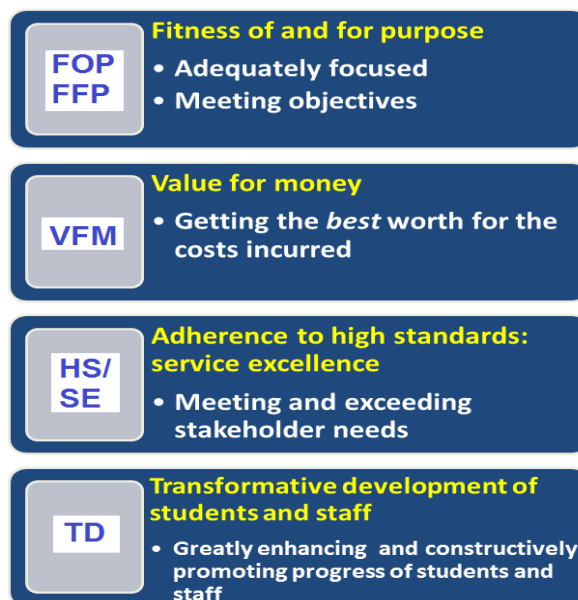 FOP
FFP
Fitness of and for purpose
• Adequately focused
• Meeting objectives
VFM
Value for money
• Getting the best worth for the
costs incurred
HS/
SE
Adherence to high standards:
service excellence
• Meeting and exceeding
stakeholder needs
TD
Transformative development of
students and staff
• Greatly enhancing and constructively
promoting progress of students and
staff